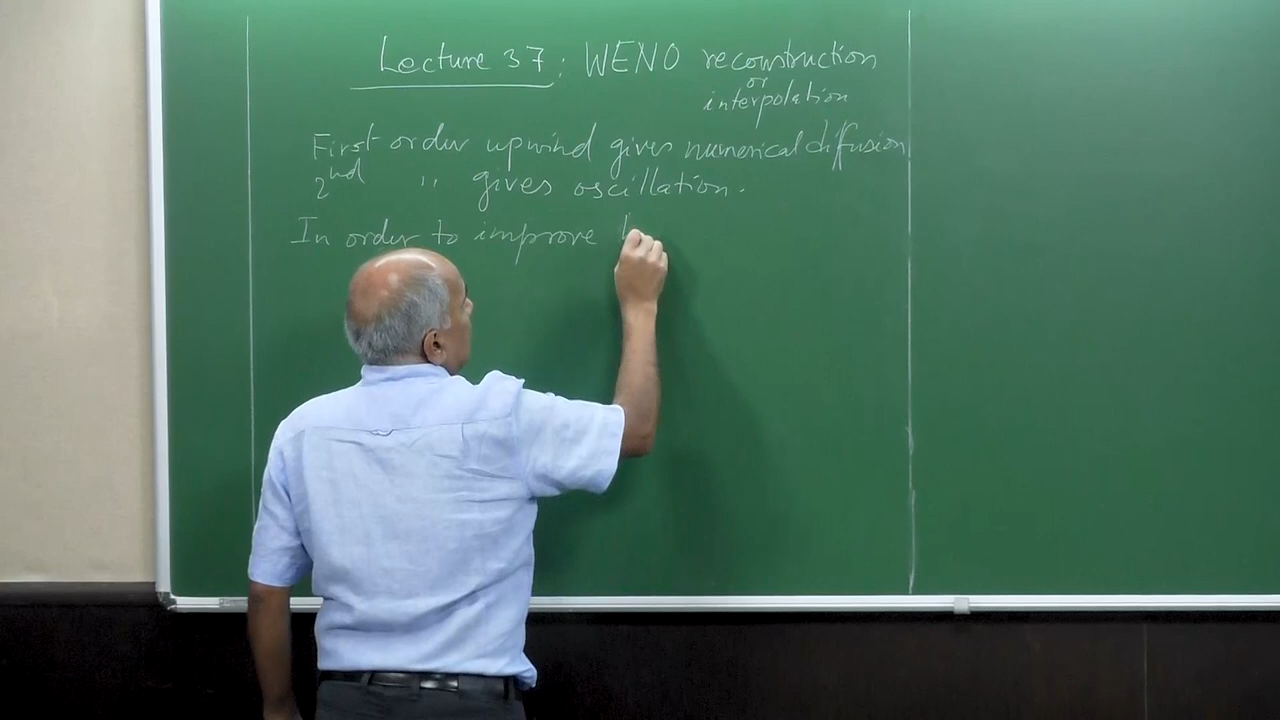 Lecture 37: WENO reconstruction
or
interpolation
First order upwind gives numerical diffusion
2nd " gives oscillation.
In order to improve